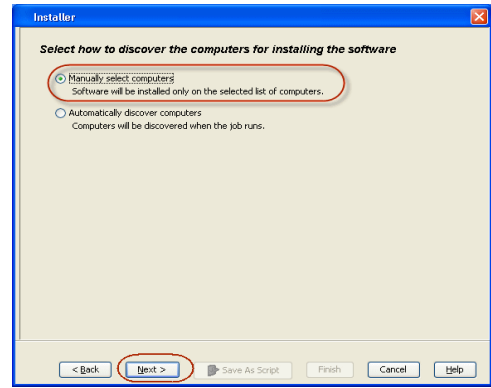 Installer
Select how to discover the computers for installing the software
Manually select computers
Software will be installed only on the selected list of computers.
Automatically discover computers
Computers will be discovered when the job runs.
< Back Next > Save As Script Finish Cancel Help